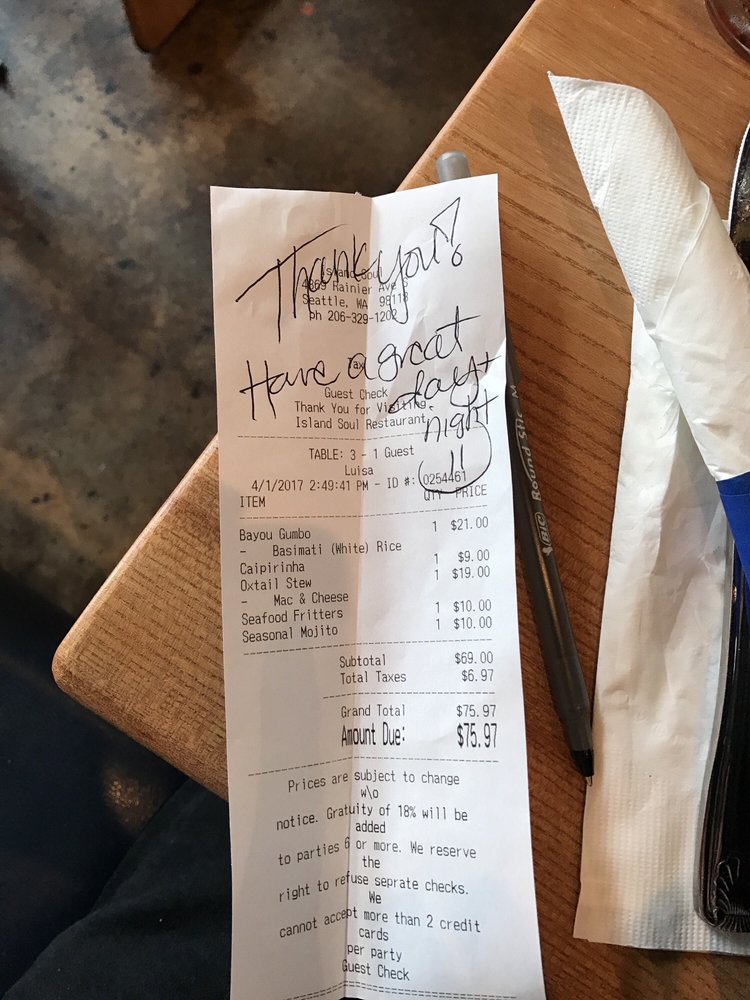 Thank you!
Island Soul
4869 Rainier Ave S
Seattle, WA 98118
ph 206-329-1202
Have a great
day +
night
Tax
Guest Check
Thank You for Visiting
Island Soul Restaurant
TABLE: 3 - 1 Guest
Luisa
4/1/2017 2:49:41 PM - ID #: 0254461
ITEM QTY PRICE
Bayou Gumbo 1 $21.00
- Basimati (White) Rice
Caipirinha 1 $9.00
Oxtail Stew 1 $19.00
- Mac & Cheese
Seafood Fritters 1 $10.00
Seasonal Mojito 1 $10.00
Subtotal $69.00
Total Taxes $6.97
Grand Total $75.97
Amount Due: $75.97
Prices are subject to change
w\o
notice. Gratuity of 18% will be
added
to parties 6 or more. We reserve
the
right to refuse seprate checks.
We
cannot accept more than 2 credit
cards
per party
Guest Check
BIC Round Stic M